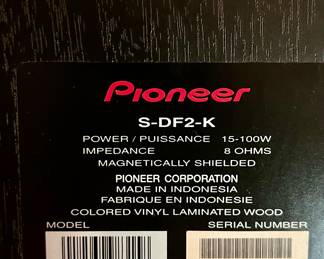 Pioneer
S-DF2-K
POWER / PUISSANCE 15-100W
IMPEDANCE 8 OHMS
MAGNETICALLY SHIELDED
PIONEER CORPORATION
MADE IN INDONESIA
FABRIQUE EN INDONESIE
COLORED VINYL LAMINATED WOOD
MODEL SERIAL NUMBER